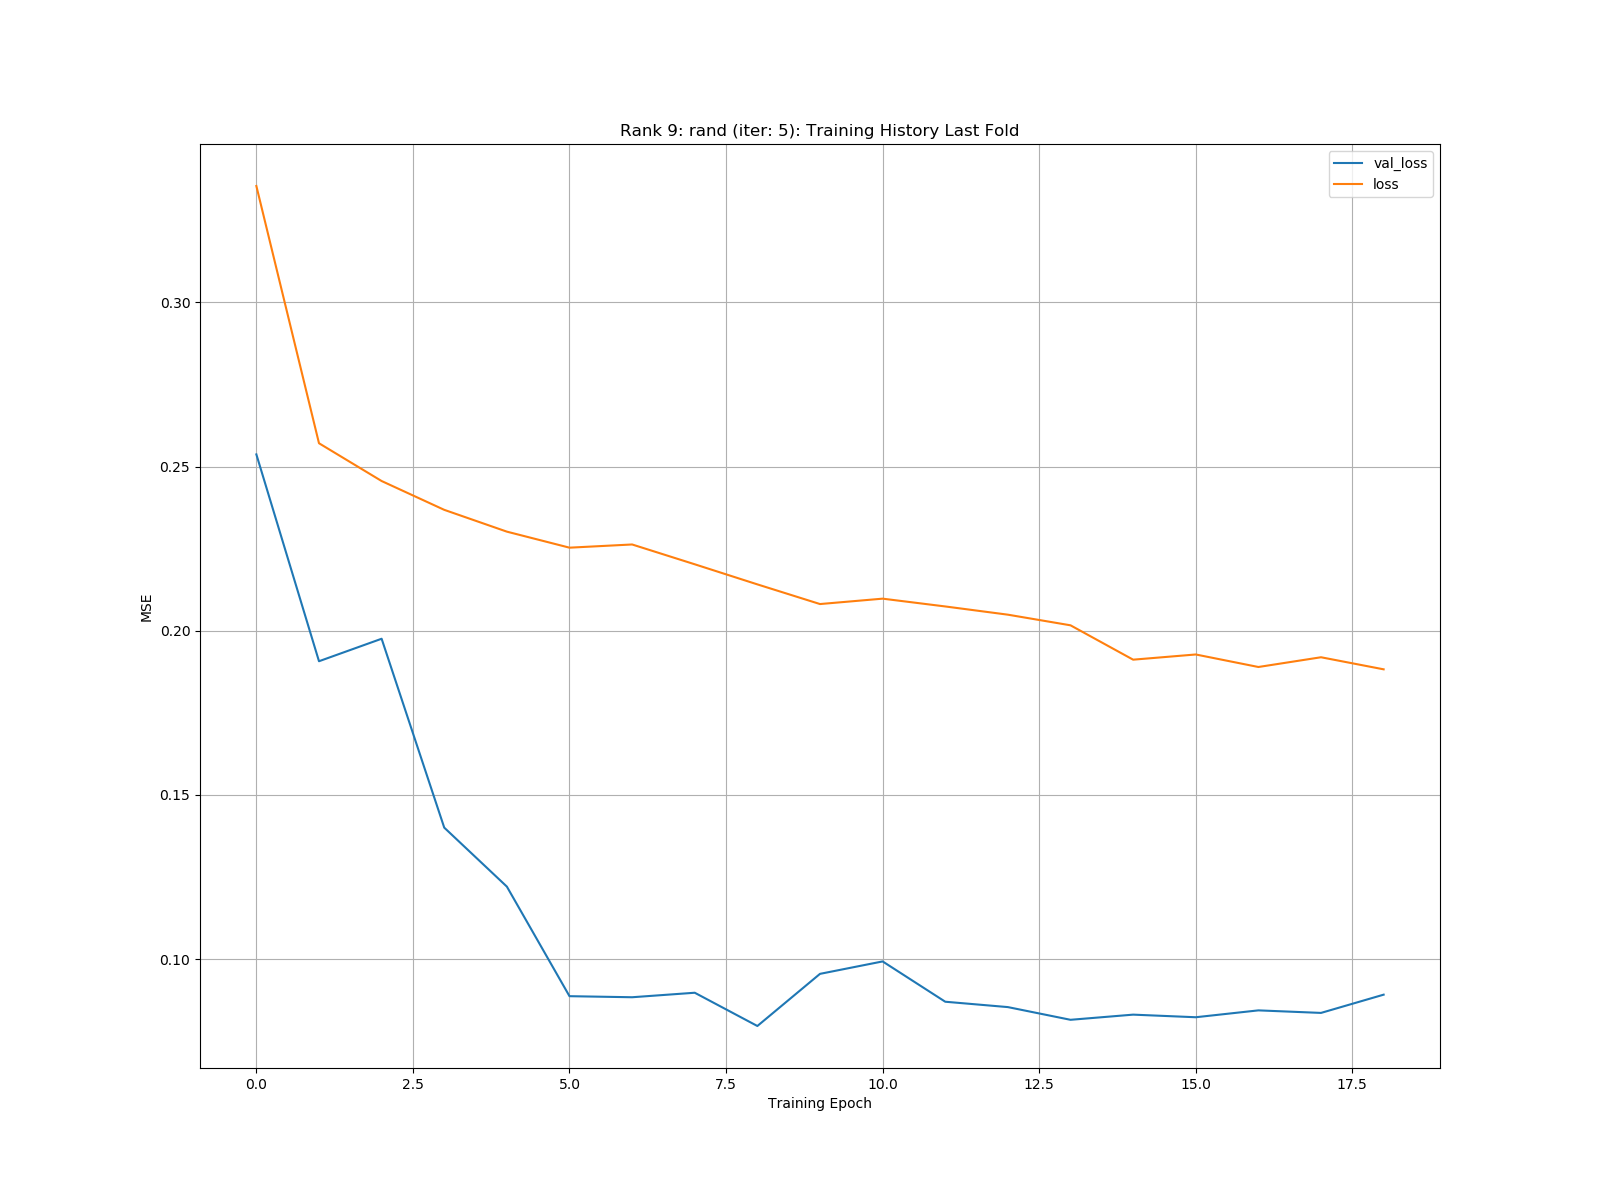 Rank 9: rand (iter: 5): Training History Last Fold
val_loss
loss
MSE
0.30
0.25
0.20
0.15
0.10
0.0 2.5 5.0 7.5 10.0 12.5 15.0 17.5
Training Epoch